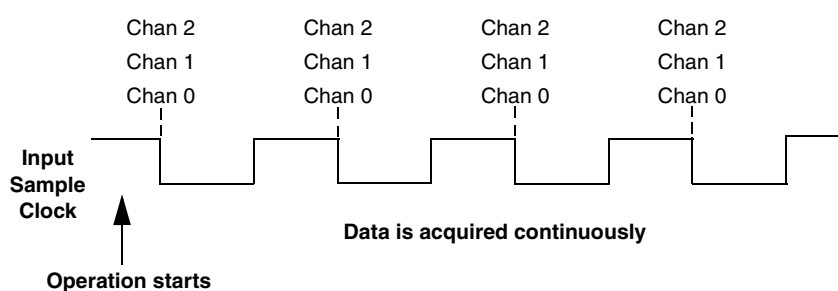 Chan 2 Chan 2 Chan 2 Chan 2
Chan 1 Chan 1 Chan 1 Chan 1
Chan 0 Chan 0 Chan 0 Chan 0
Input
Sample
Clock
Data is acquired continuously
Operation starts